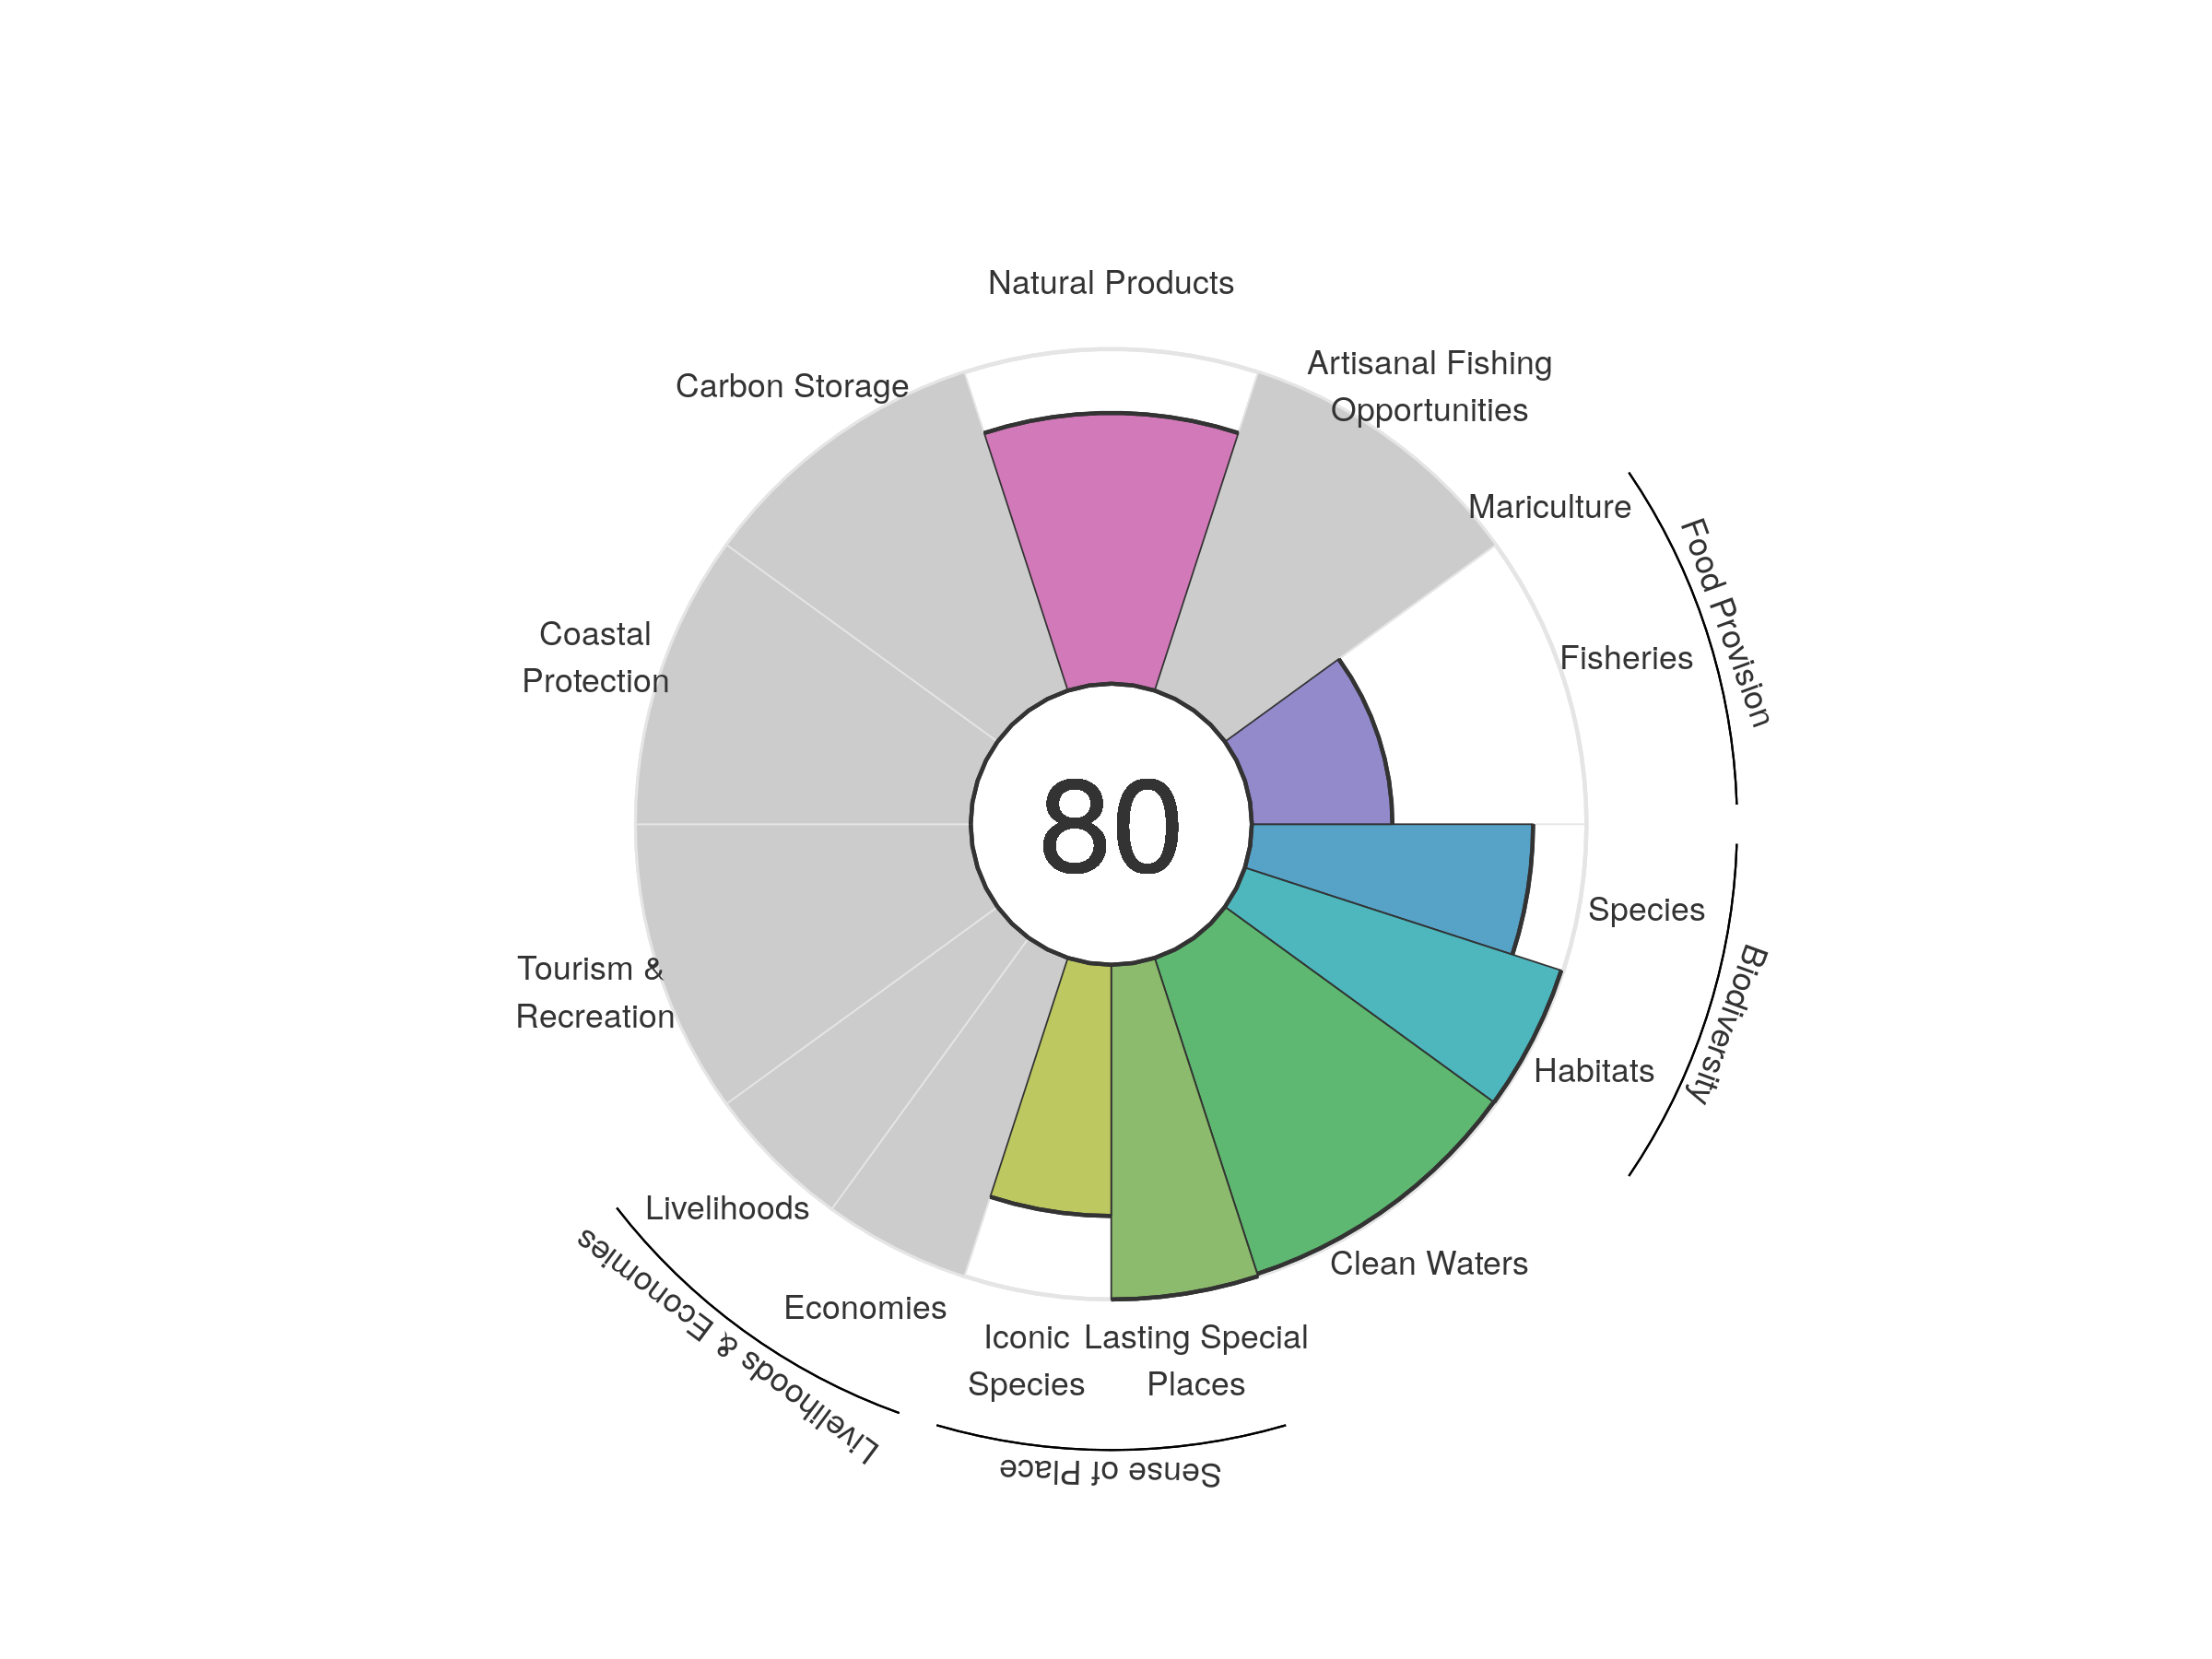 Natural Products
Artisanal Fishing
Opportunities
Carbon Storage
Mariculture
Food Provision
Fisheries
Coastal
Protection
80
Species
Biodiversity
Tourism &
Recreation
Habitats
Livelihoods
Livelihoods & Economies
Clean Waters
Economies
Iconic
Species
Lasting Special
Places
Sense of Place